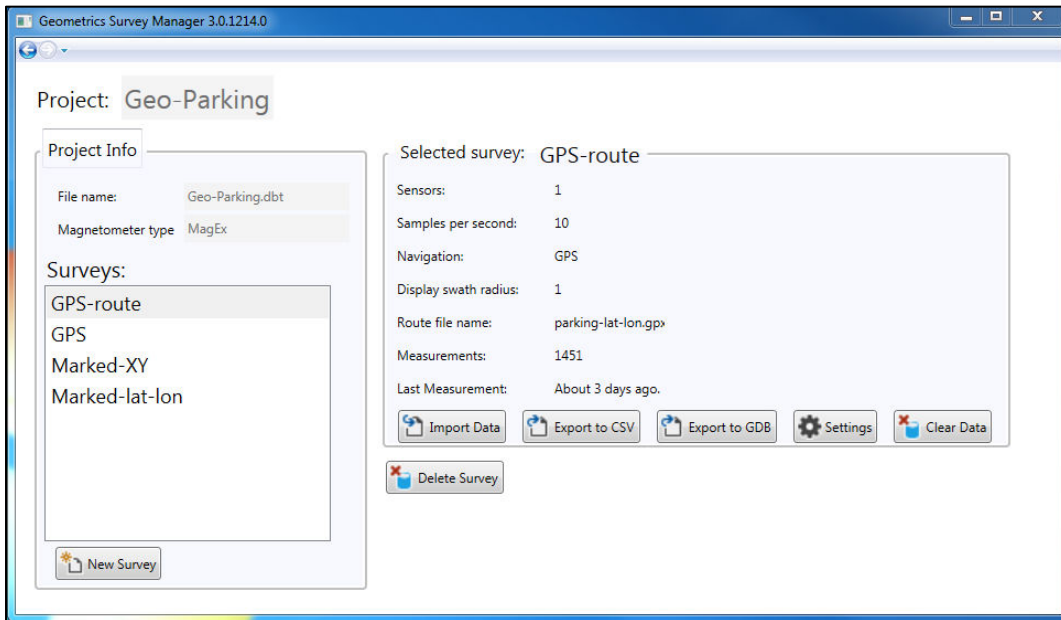 Geometrics Survey Manager 3.0.1214.0
Project: Geo-Parking
Project Info
File name: Geo-Parking.dbt
Magnetometer type MagEx
Surveys:
GPS-route
GPS
Marked-XY
Marked-lat-lon
New Survey
Selected survey: GPS-route
Sensors: 1
Samples per second: 10
Navigation: GPS
Display swath radius: 1
Route file name: parking-lat-lon.gpx
Measurements: 1451
Last Measurement: About 3 days ago.
Import Data Export to CSV Export to GDB Settings Clear Data
Delete Survey